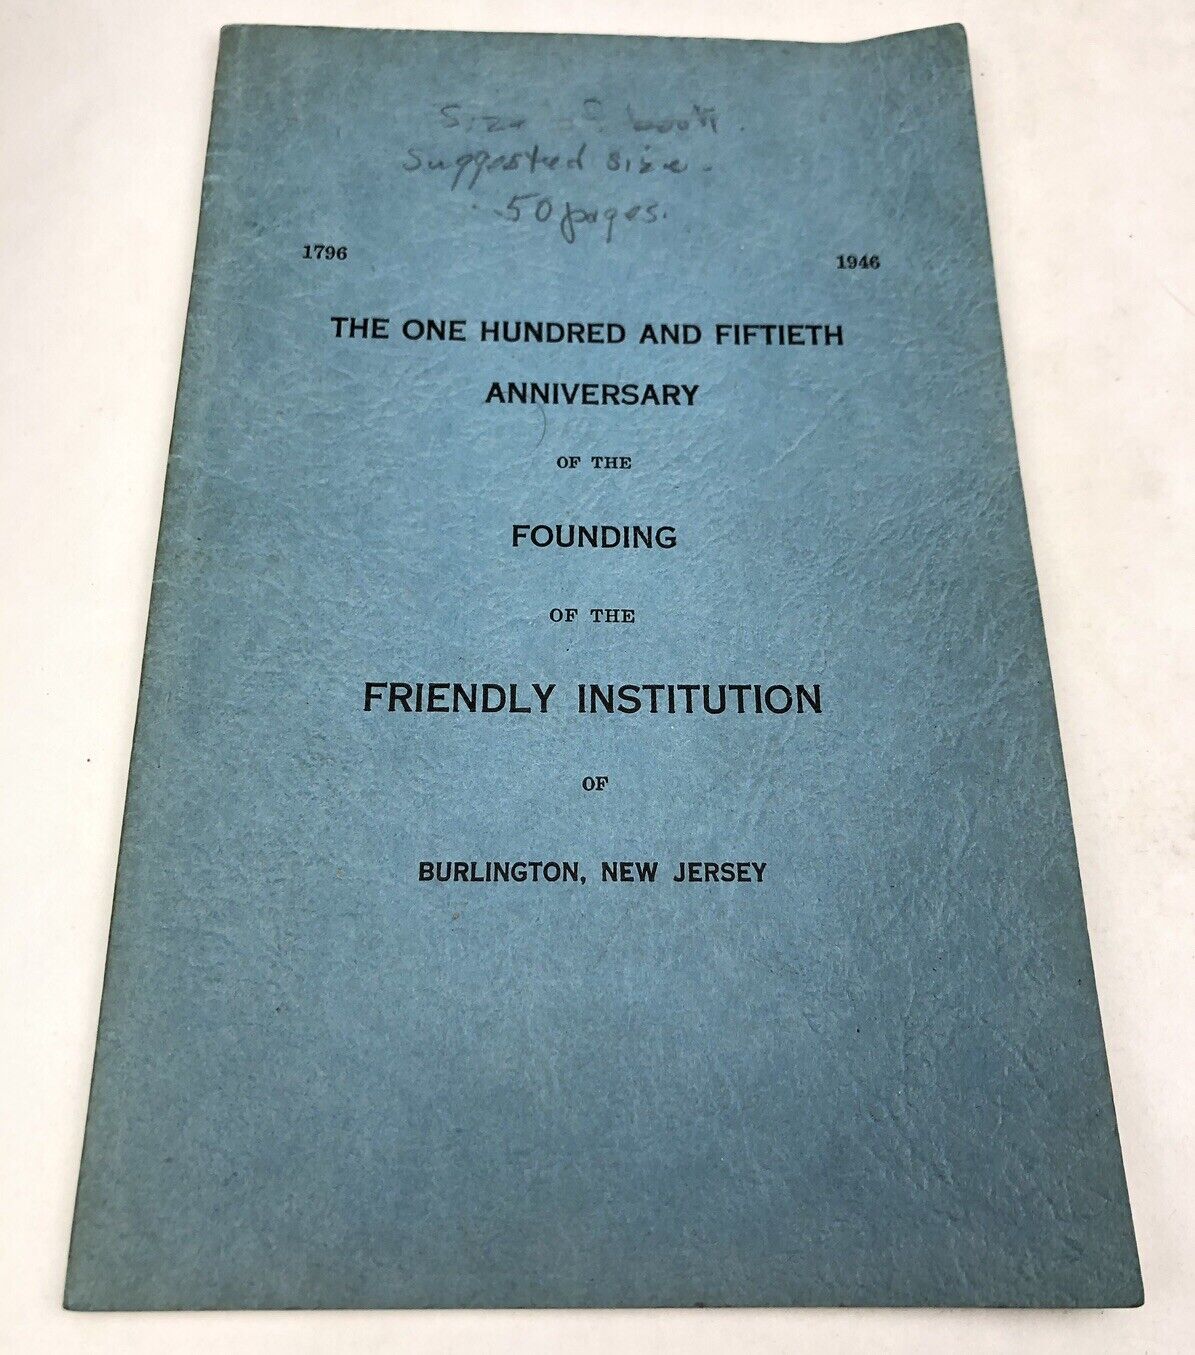 Size of book.
Suggested size.
50 pages.
1796 1946
THE ONE HUNDRED AND FIFTIETH
ANNIVERSARY
OF THE
FOUNDING
OF THE
FRIENDLY INSTITUTION
OF
BURLINGTON, NEW JERSEY